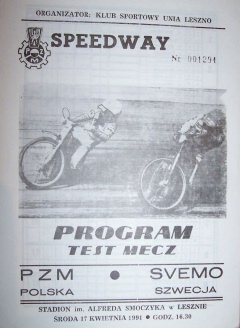 ORGANIZATOR: KLUB SPORTOWY UNIA LESZNO
SPEEDWAY
Nr 001294
PROGRAM
TEST MECZ
PZM • SVEMO
POLSKA SZWECJA
STADION im. ALFREDA SMOCZYKA w LESZNIE
ŚRODA 17 KWIETNIA 1991 • GODZ. 16.30